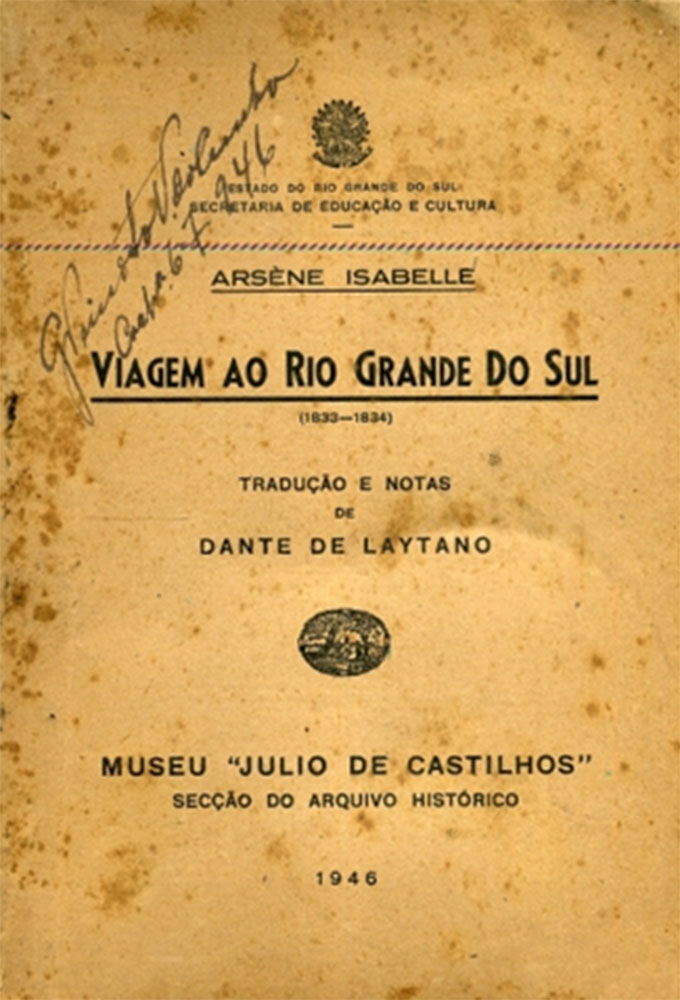 ESTADO DO RIO GRANDE DO SUL
SECRETARIA DE EDUCAÇÃO E CULTURA
ARSÈNE ISABELLE
VIAGEM AO RIO GRANDE DO SUL
(1833—1834)
TRADUÇÃO E NOTAS
DE
DANTE DE LAYTANO
MUSEU “JULIO DE CASTILHOS”
SECÇÃO DO ARQUIVO HISTÓRICO
1946